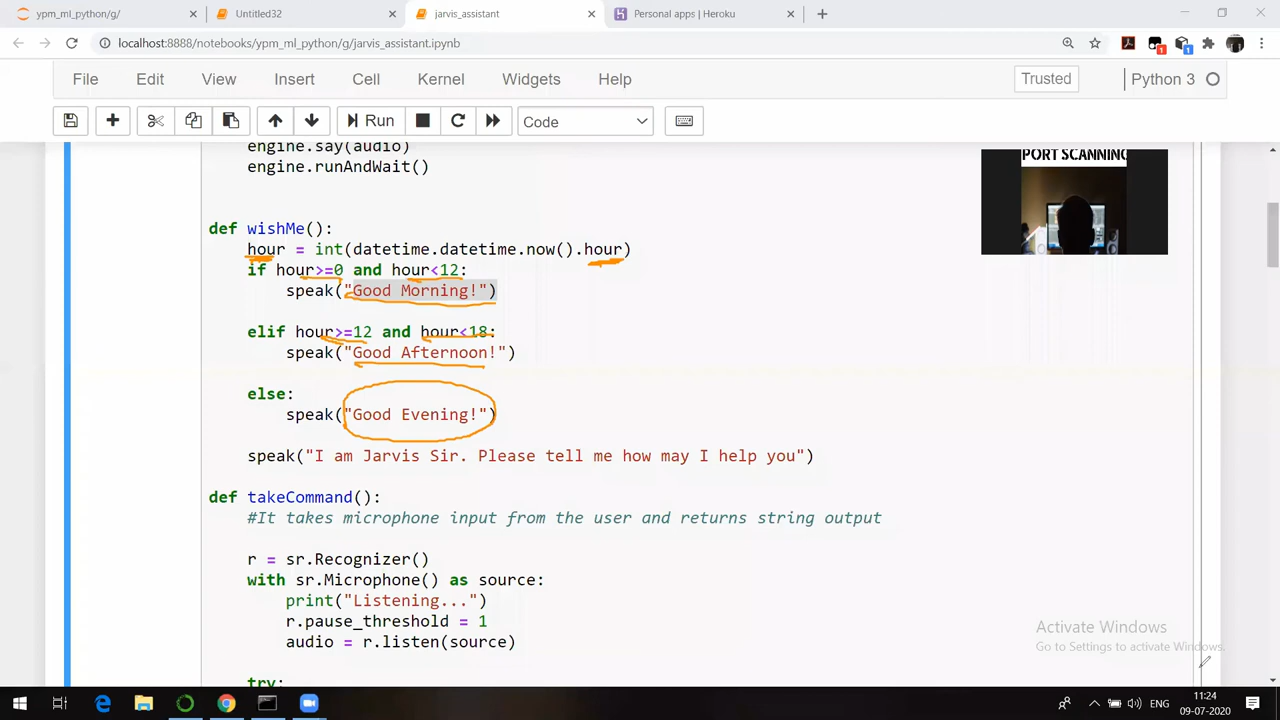 ypm_ml_python/g/
Untitled32
jarvis_assistant
Personal apps | Heroku
localhost:8888/notebooks/ypm_ml_python/g/jarvis_assistant.ipynb
1
1
File Edit View Insert Cell Kernel Widgets Help
Trusted
Python 3
Run
Code
engine.say(audio)
engine.runAndWait()
PORT SCANNING
def wishMe():
hour = int(datetime.datetime.now().hour)
if hour>=0 and hour<12:
speak("Good Morning!")
elif hour>=12 and hour<18:
speak("Good Afternoon!")
else:
speak("Good Evening!")
speak("I am Jarvis Sir. Please tell me how may I help you")
def takeCommand():
#It takes microphone input from the user and returns string output
r = sr.Recognizer()
with sr.Microphone() as source:
print("Listening...")
r.pause_threshold = 1
audio = r.listen(source)
try:
Activate Windows
Go to Settings to activate Windows.
ENG
11:24
09-07-2020